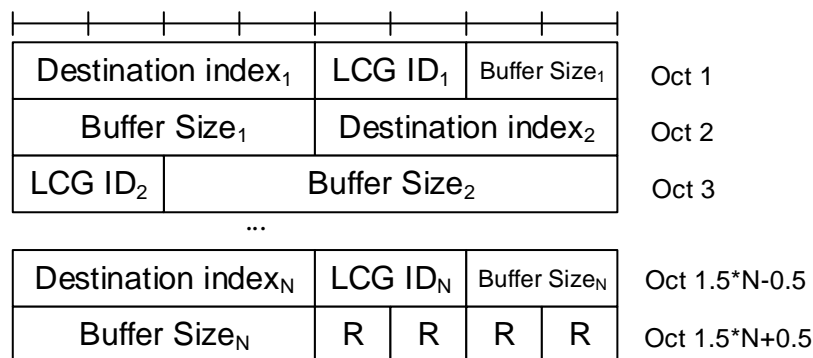 Destination index₁ LCG ID₁ Buffer Size₁ Oct 1
Buffer Size₁ Destination index₂ Oct 2
LCG ID₂ Buffer Size₂ Oct 3
...
Destination indexN LCG IDN Buffer SizeN Oct 1.5*N-0.5
Buffer SizeN R R R R Oct 1.5*N+0.5